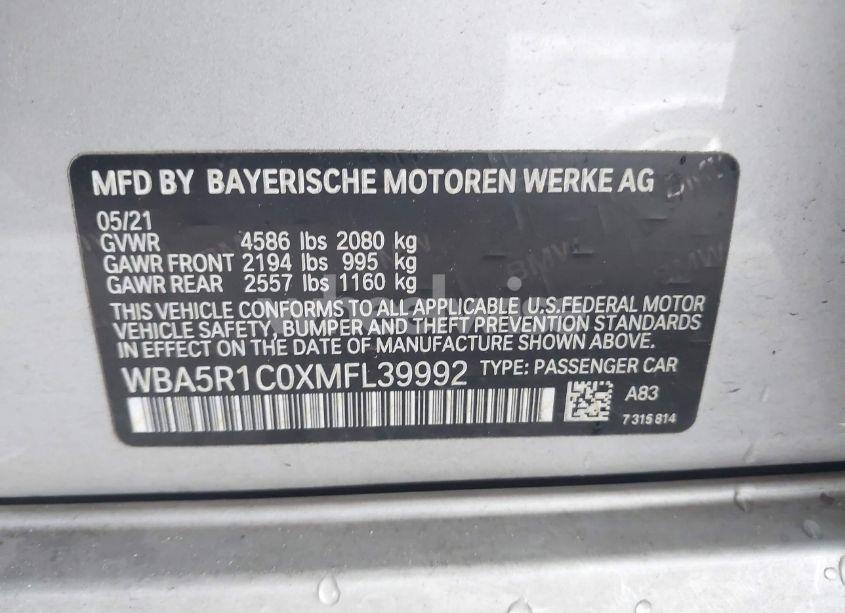 MFD BY BAYERISCHE MOTOREN WERKE AG
05/21
GVWR 4586 lbs 2080 kg
GAWR FRONT 2194 lbs 995 kg
GAWR REAR 2557 lbs 1160 kg
THIS VEHICLE CONFORMS TO ALL APPLICABLE U.S.FEDERAL MOTOR
VEHICLE SAFETY, BUMPER AND THEFT PREVENTION STANDARDS
IN EFFECT ON THE DATE OF MANUFACTURE SHOWN ABOVE.
WBA5R1C0XMFL39992 TYPE: PASSENGER CAR
A83
7315814